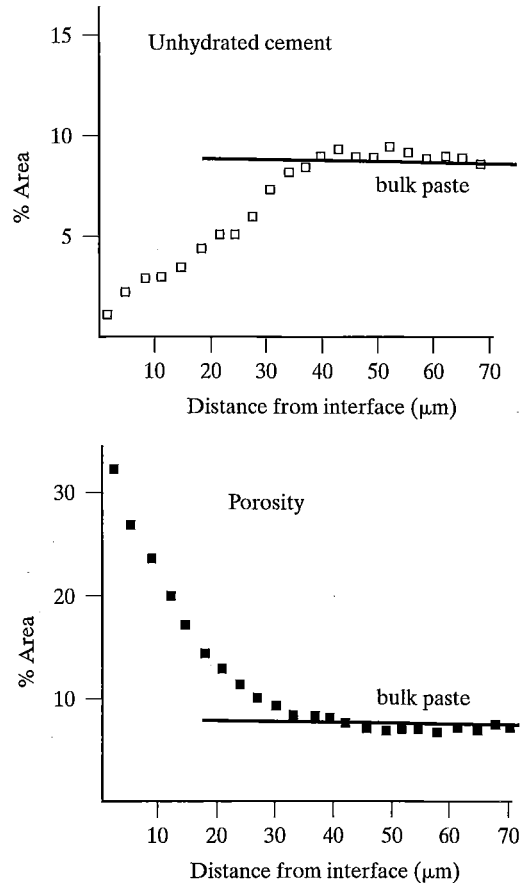 15
Unhydrated cement
10
% Area
bulk paste
5
10 20 30 40 50 60 70
Distance from interface (μm)
30
Porosity
20
% Area
bulk paste
10
10 20 30 40 50 60 70
Distance from interface (μm)